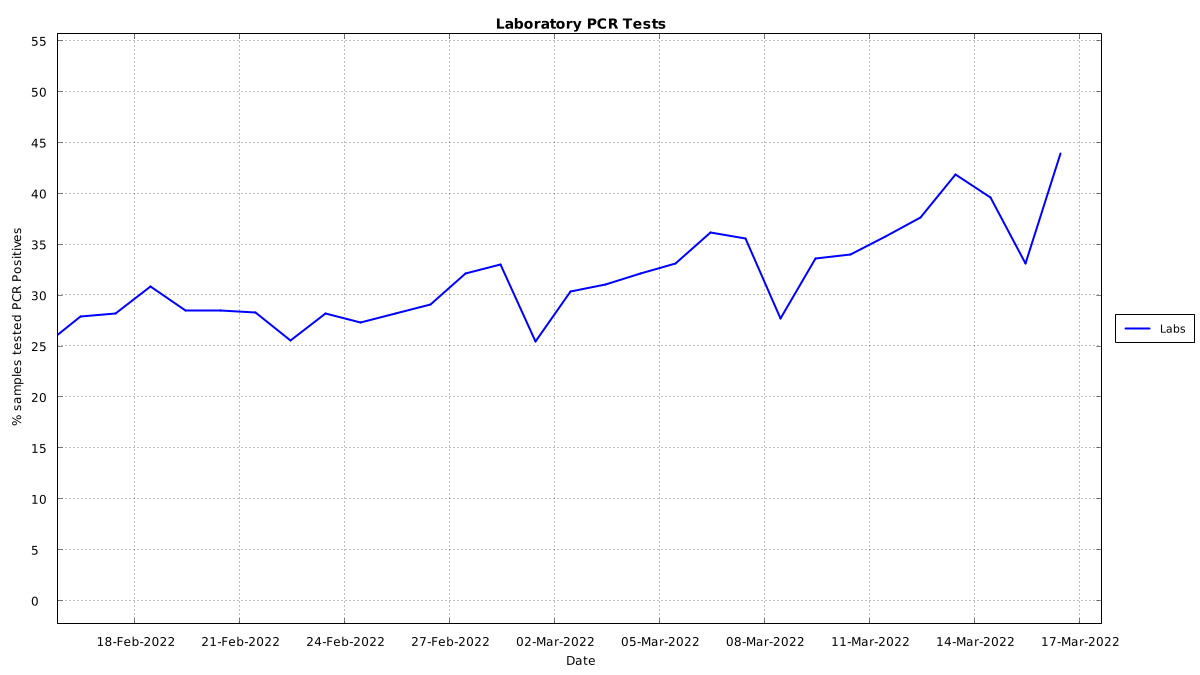 Laboratory PCR Tests
55
50
45
40
35
30
25
20
15
10
5
0
% samples tested PCR Positives
18-Feb-2022 21-Feb-2022 24-Feb-2022 27-Feb-2022 02-Mar-2022 05-Mar-2022 08-Mar-2022 11-Mar-2022 14-Mar-2022 17-Mar-2022
Date
Labs